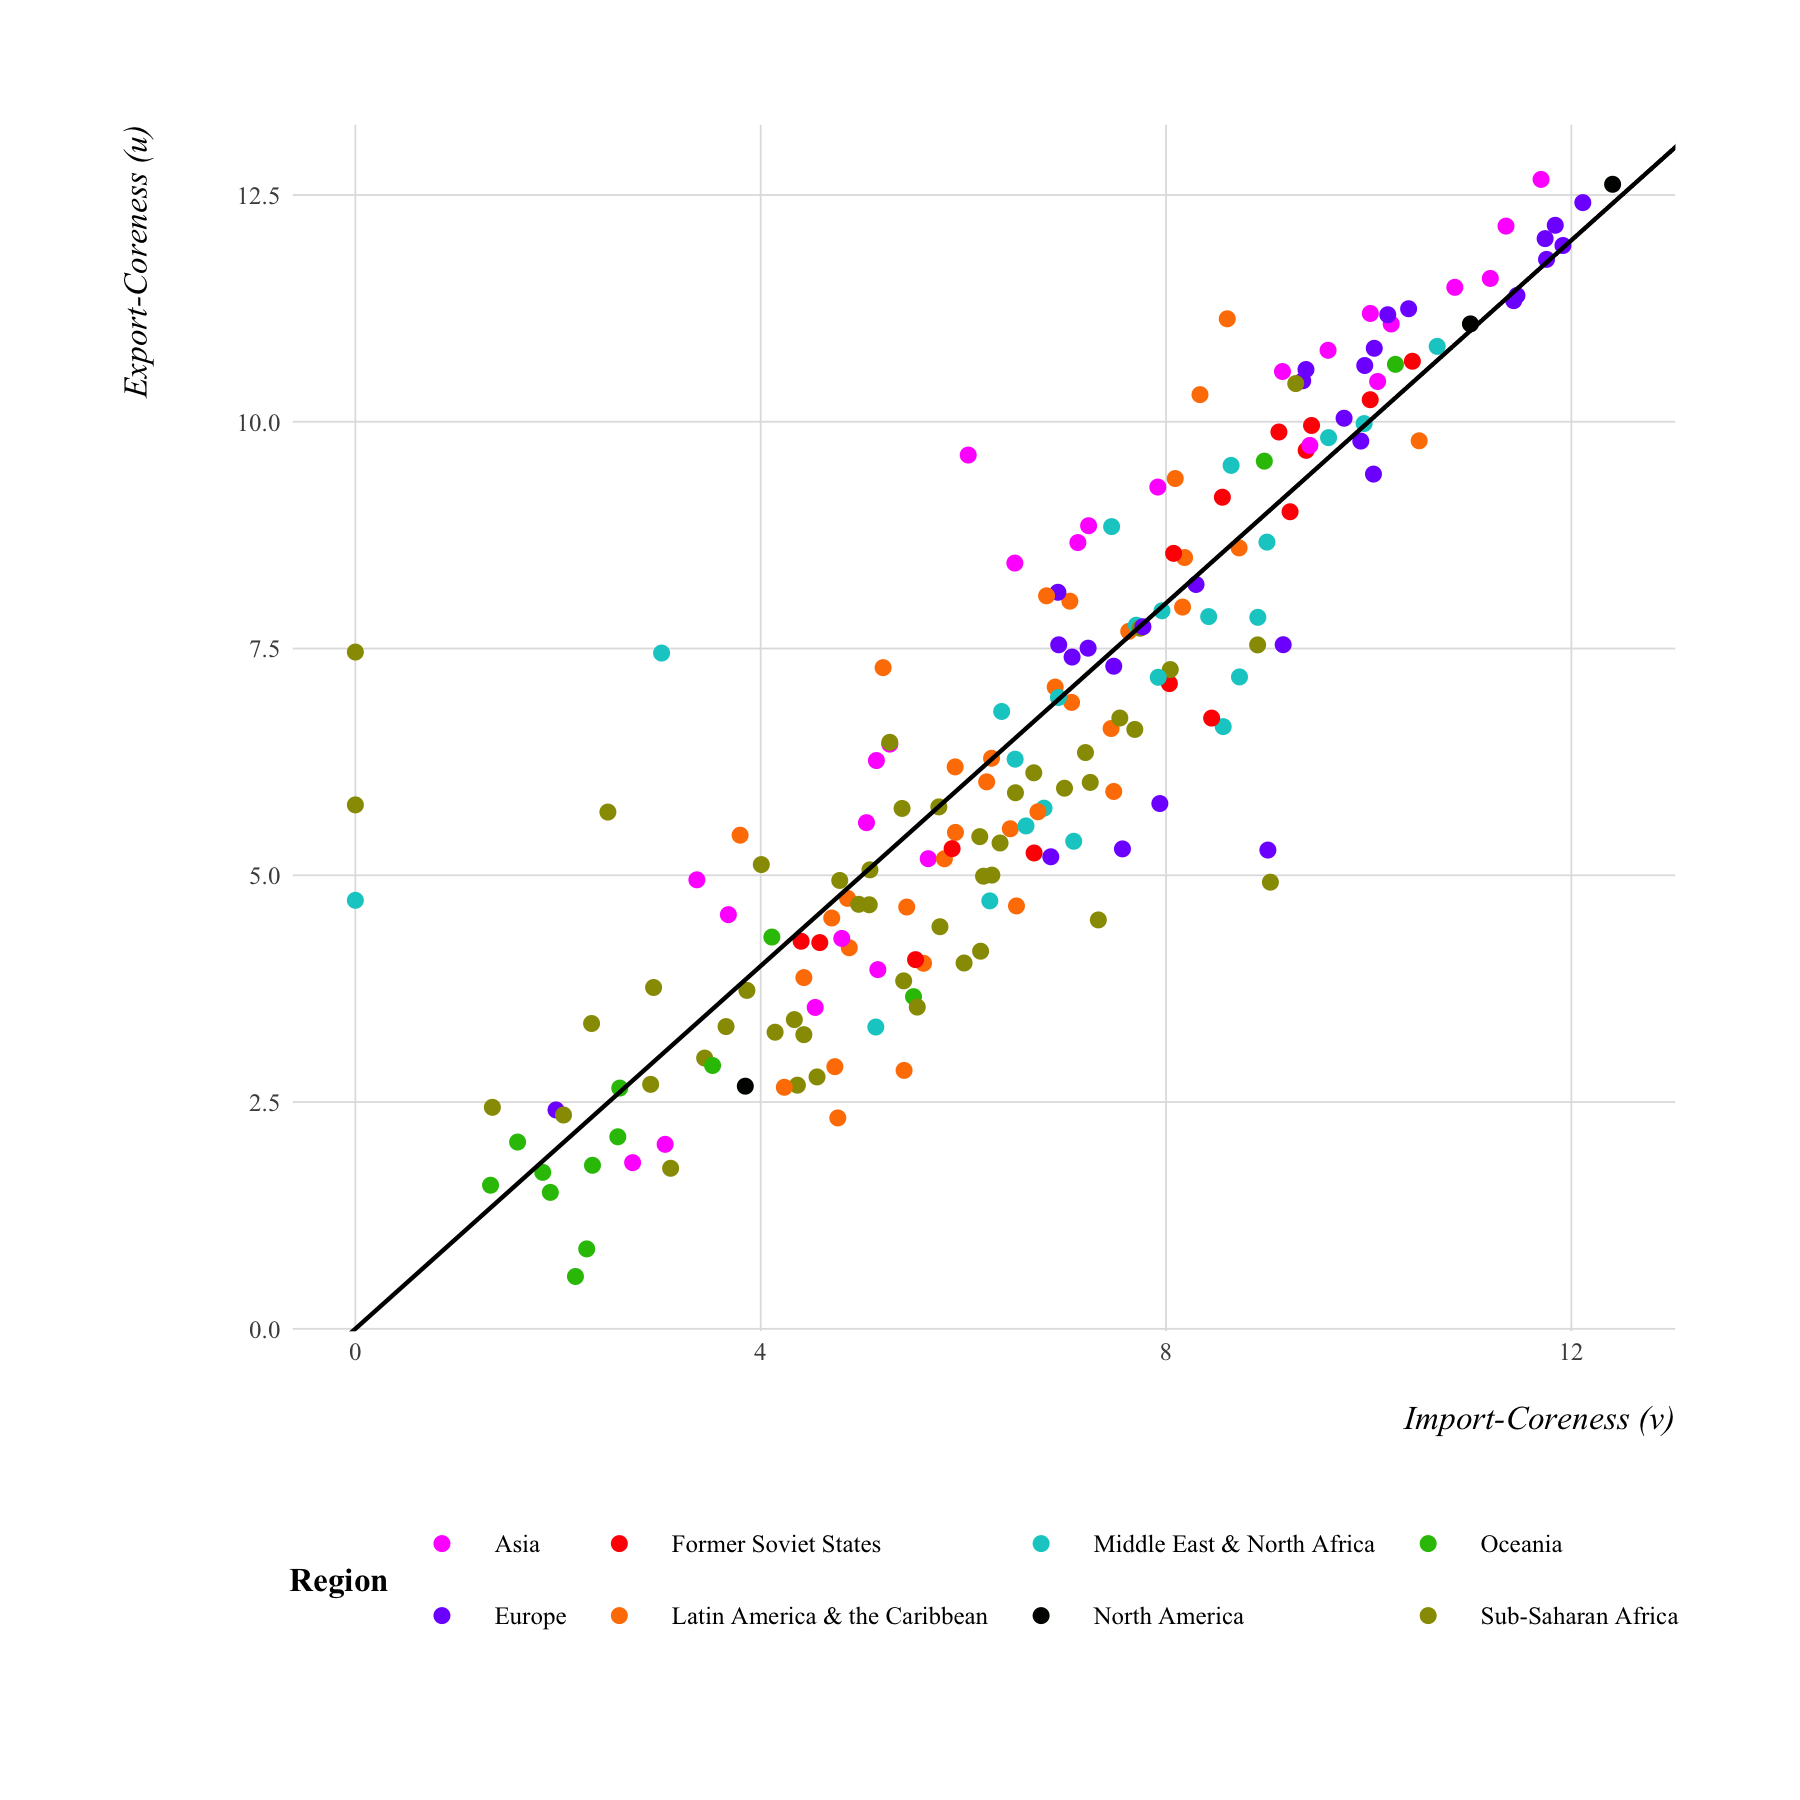 Export-Coreness (u)
12.5
10.0
7.5
5.0
2.5
0.0
0 4 8 12
Import-Coreness (v)
Region
Asia Former Soviet States Middle East & North Africa Oceania
Europe Latin America & the Caribbean North America Sub-Saharan Africa